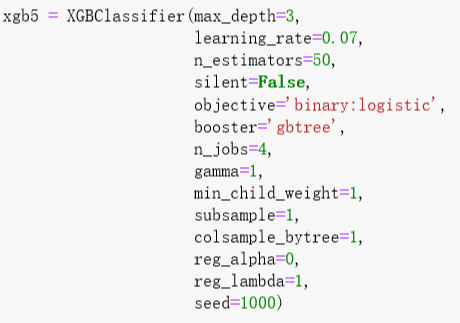 xgb5 = XGBClassifier(max_depth=3,
learning_rate=0.07,
n_estimators=50,
silent=False,
objective='binary:logistic',
booster='gbtree',
n_jobs=4,
gamma=1,
min_child_weight=1,
subsample=1,
colsample_bytree=1,
reg_alpha=0,
reg_lambda=1,
seed=1000)